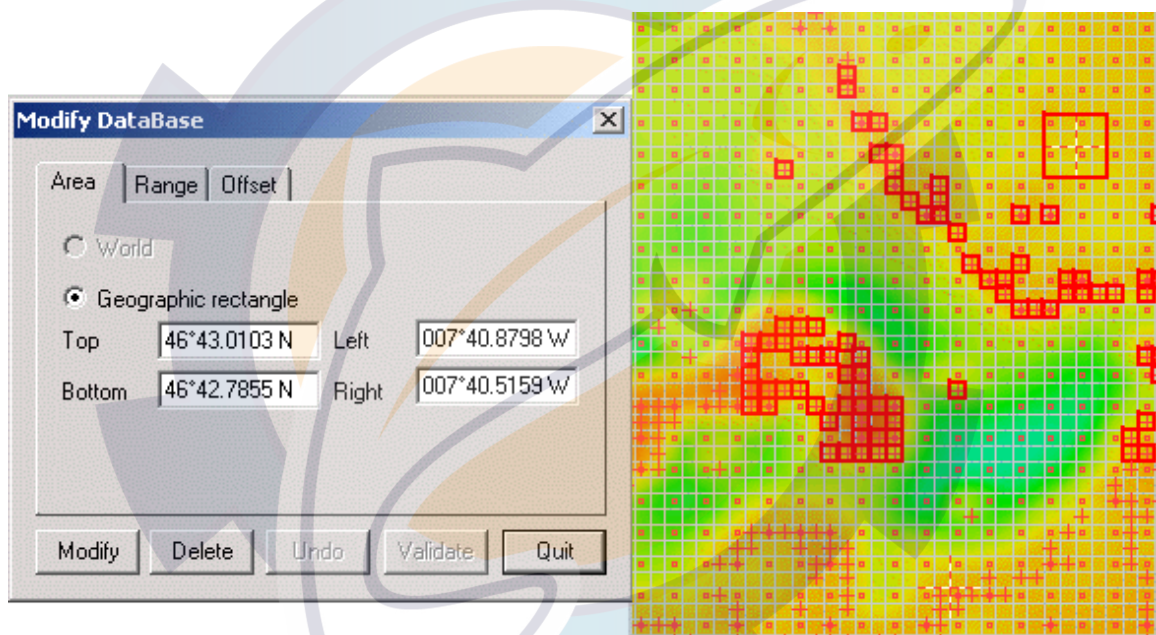 Modify DataBase
Area Range Offset
World
Geographic rectangle
Top 46°43.0103 N Left 007°40.8798 W
Bottom 46°42.7855 N Right 007°40.5159 W
Modify Delete Undo Validate Quit